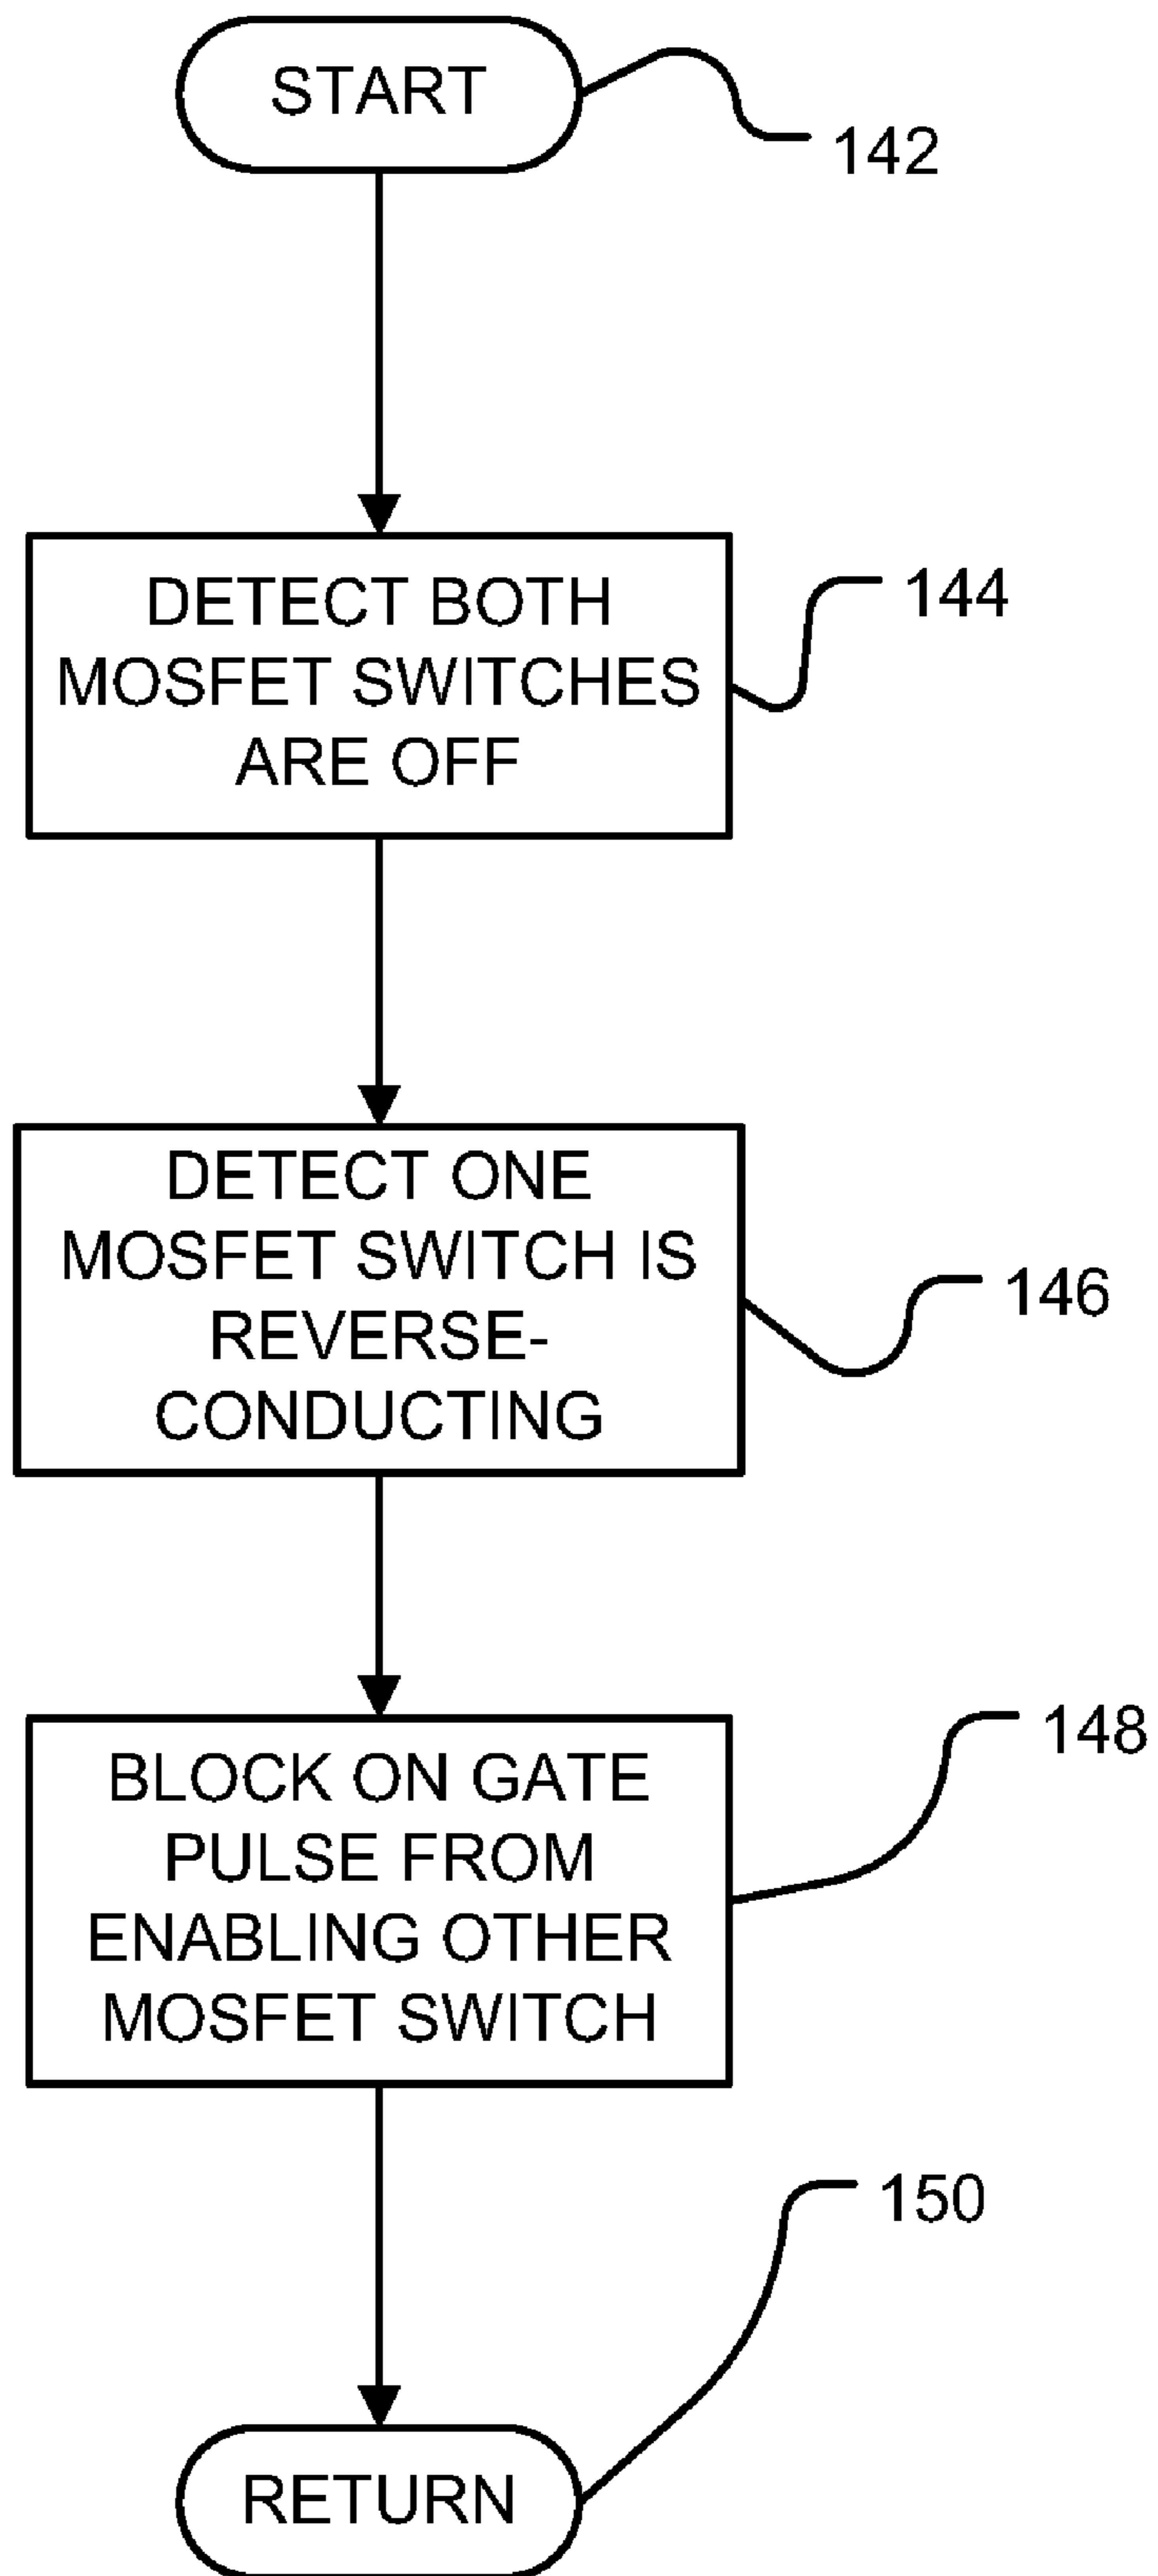 START
142
DETECT BOTH
MOSFET SWITCHES
ARE OFF
144
DETECT ONE
MOSFET SWITCH IS
REVERSE-
CONDUCTING
146
BLOCK ON GATE
PULSE FROM
ENABLING OTHER
MOSFET SWITCH
148
150
RETURN